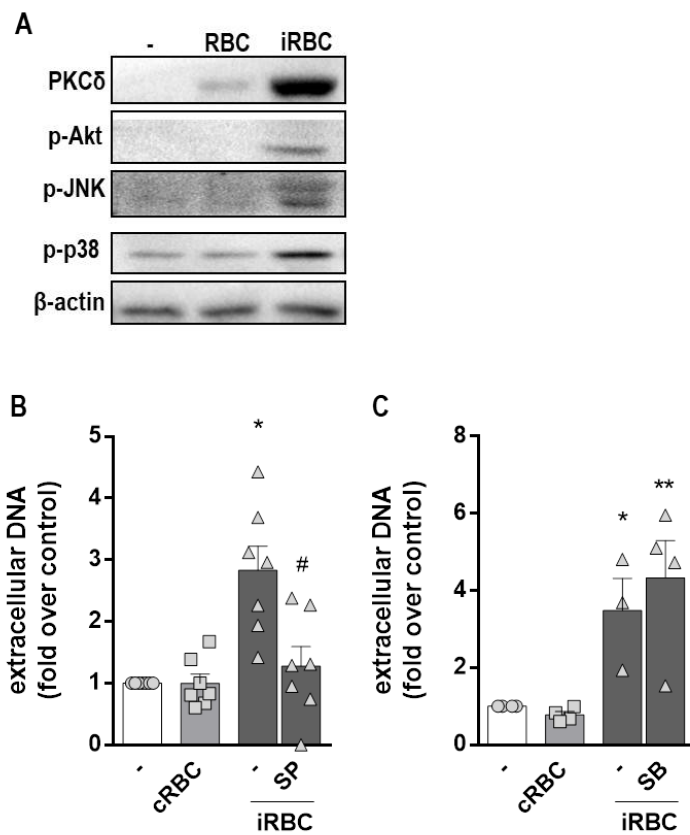 A
- RBC iRBC
PKCδ
p-Akt
p-JNK
p-p38
β-actin
B
extracellular DNA
(fold over control)
5
4
3
2
1
0
*
#
- cRBC - SP
iRBC
C
extracellular DNA
(fold over control)
8
6
4
2
0
*
**
- cRBC - SB
iRBC